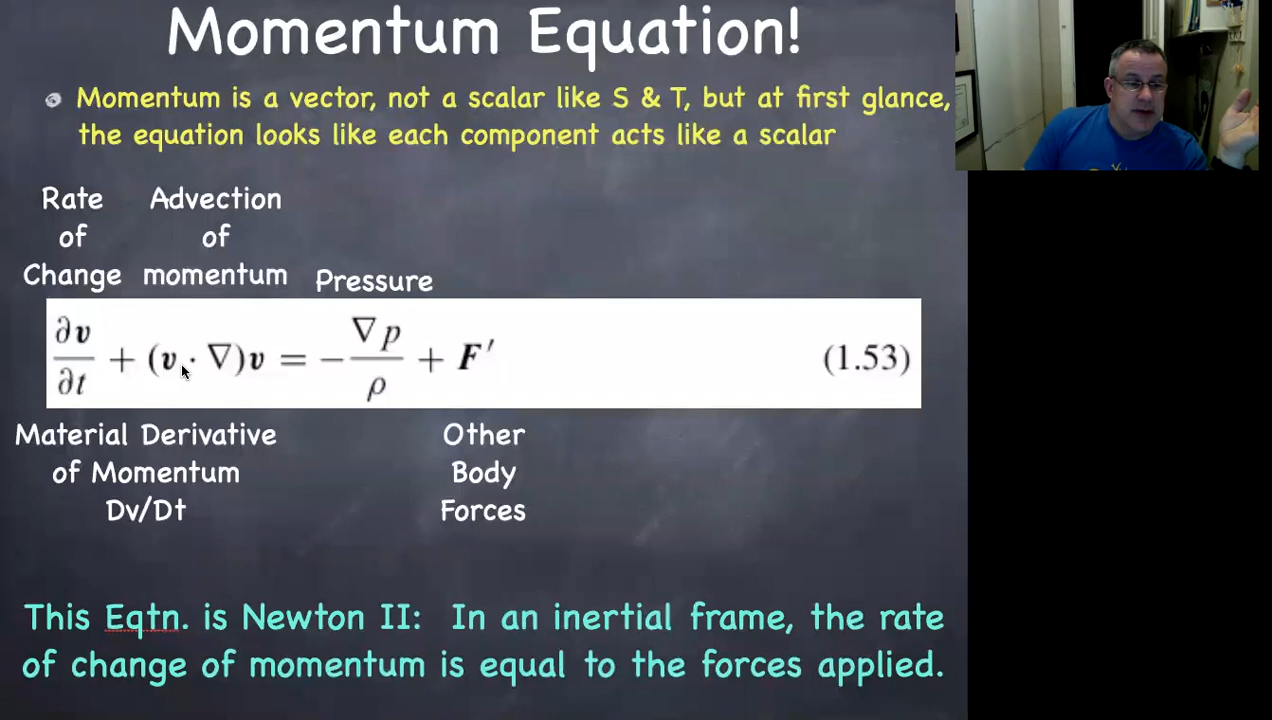 Momentum Equation!
Momentum is a vector, not a scalar like S & T, but at first glance,
the equation looks like each component acts like a scalar
Rate of Change
Advection of momentum
Pressure
∂v/∂t + (v · ∇)v = −∇p/ρ + F′ (1.53)
Material Derivative
of Momentum
Dv/Dt
Other
Body
Forces
This Eqtn. is Newton II: In an inertial frame, the rate
of change of momentum is equal to the forces applied.